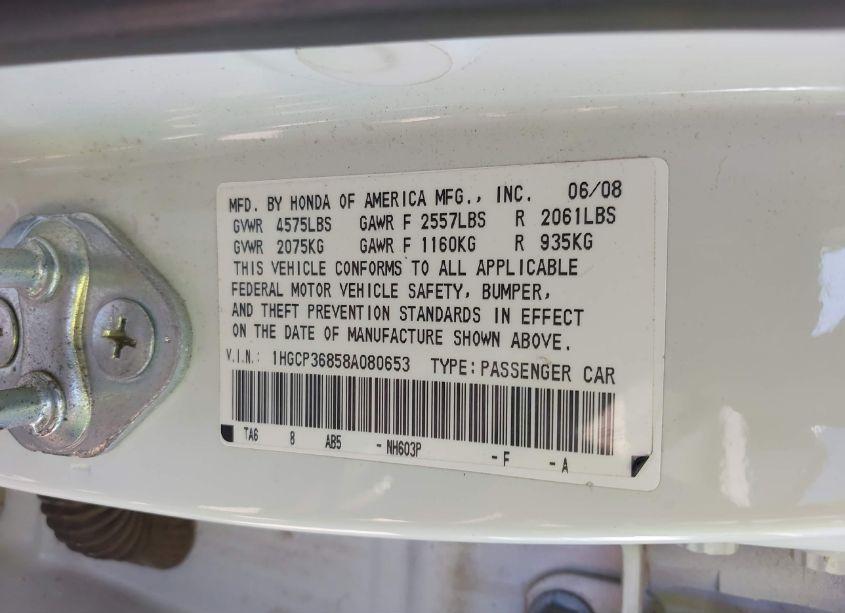 MFD. BY HONDA OF AMERICA MFG., INC. 06/08
GVWR 4575LBS GAWR F 2557LBS R 2061LBS
GVWR 2075KG GAWR F 1160KG R 935KG
THIS VEHICLE CONFORMS TO ALL APPLICABLE
FEDERAL MOTOR VEHICLE SAFETY, BUMPER,
AND THEFT PREVENTION STANDARDS IN EFFECT
ON THE DATE OF MANUFACTURE SHOWN ABOVE.
V.I.N.: 1HGCP36858A080653 TYPE:PASSENGER CAR
TA6 8 AB5 -NH603P -F -A